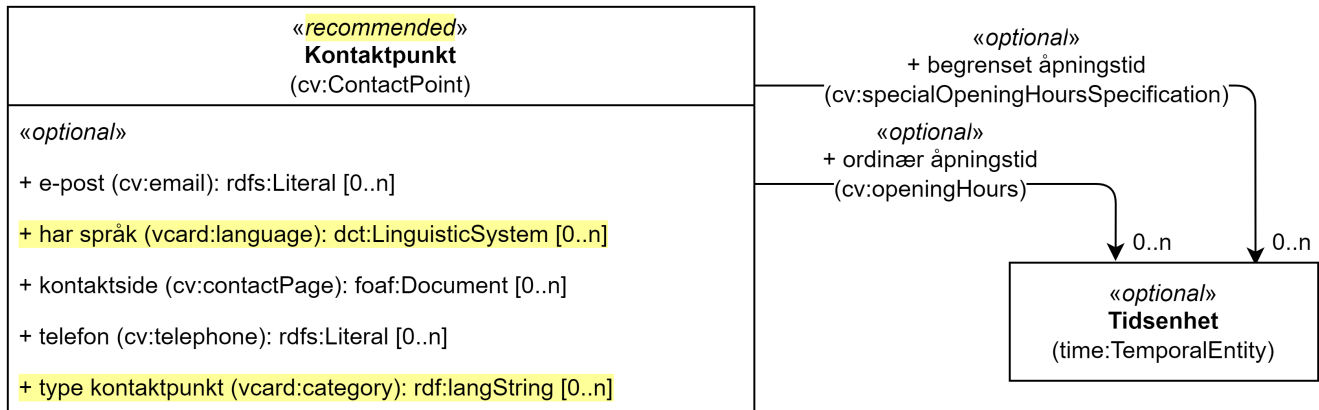 «recommended»
Kontaktpunkt
(cv:ContactPoint)
«optional»
+ e-post (cv:email): rdfs:Literal [0..n]
+ har språk (vcard:language): dct:LinguisticSystem [0..n]
+ kontaktside (cv:contactPage): foaf:Document [0..n]
+ telefon (cv:telephone): rdfs:Literal [0..n]
+ type kontaktpunkt (vcard:category): rdf:langString [0..n]
«optional»
+ begrenset åpningstid
(cv:specialOpeningHoursSpecification)
«optional»
+ ordinær åpningstid
(cv:openingHours)
0..n
0..n
«optional»
Tidsenhet
(time:TemporalEntity)